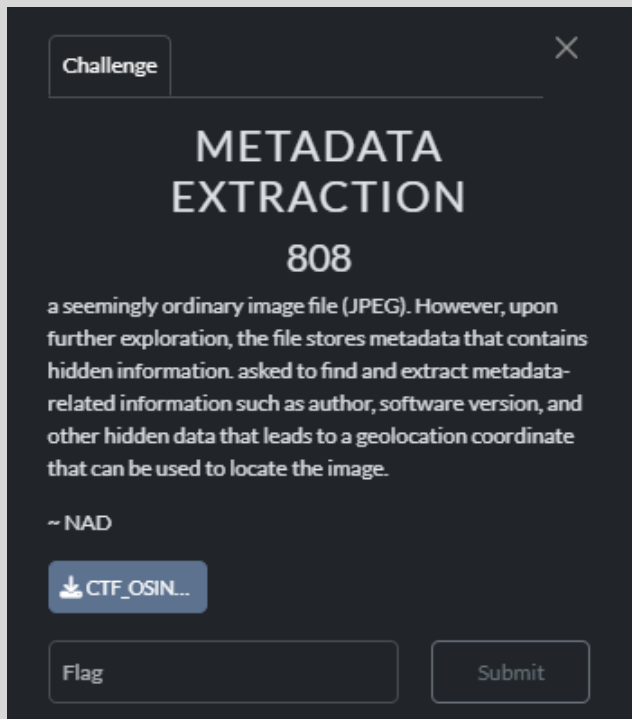 Challenge
METADATA
EXTRACTION
808
a seemingly ordinary image file (JPEG). However, upon
further exploration, the file stores metadata that contains
hidden information. asked to find and extract metadata-
related information such as author, software version, and
other hidden data that leads to a geolocation coordinate
that can be used to locate the image.
~ NAD
CTF_OSIN...
Flag
Submit